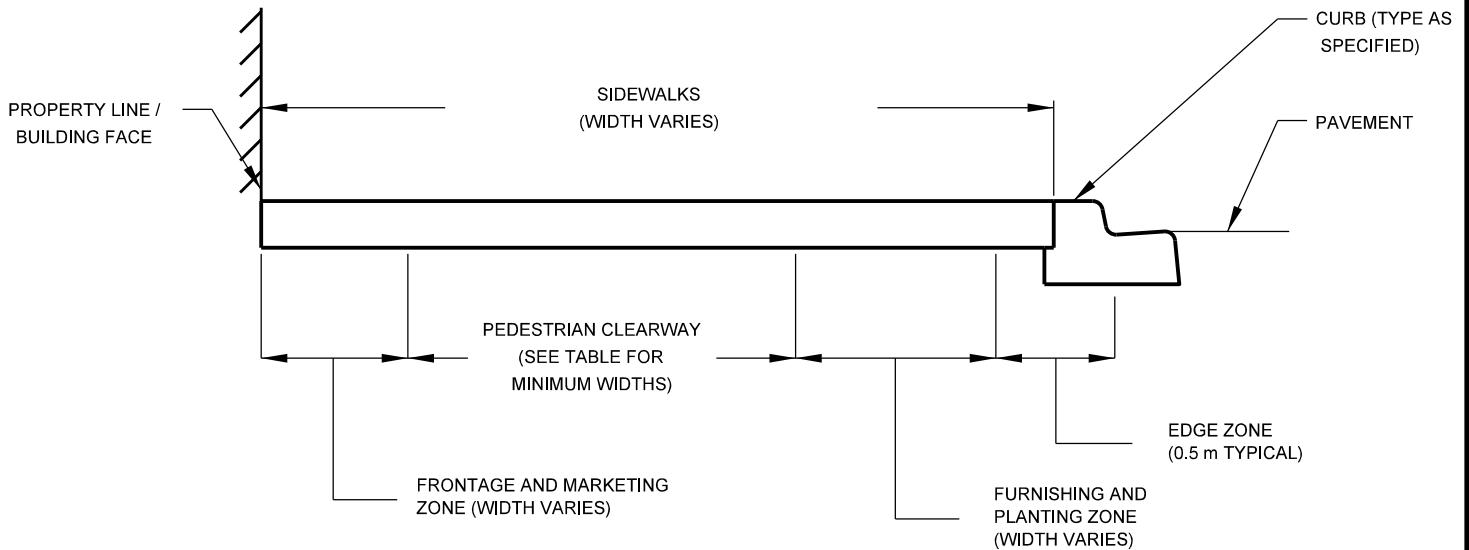 CURB (TYPE AS
SPECIFIED)
SIDEWALKS
(WIDTH VARIES)
PROPERTY LINE /
BUILDING FACE
PAVEMENT
PEDESTRIAN CLEARWAY
(SEE TABLE FOR
MINIMUM WIDTHS)
EDGE ZONE
(0.5 m TYPICAL)
FRONTAGE AND MARKETING
ZONE (WIDTH VARIES)
FURNISHING AND
PLANTING ZONE
(WIDTH VARIES)